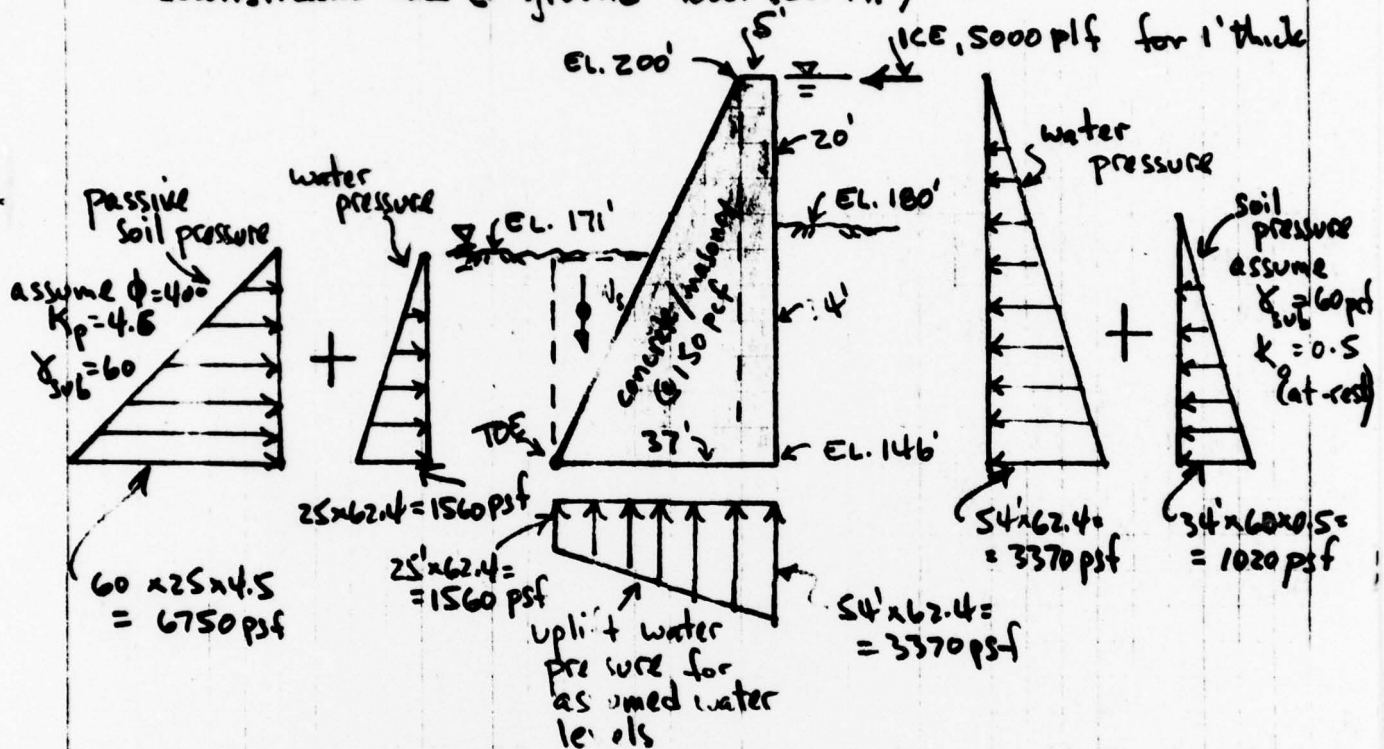 5'
ICE, 5000 plf for 1' thick
EL. 200'
20'
water
pressure
passive
soil pressure
water
pressure
EL. 171'
EL. 180'
soil
pressure
assume
γsub = 60 pcf
K = 0.5
(at-rest)
assume φ=40°
Kp=4.5
γsub=60
concrete/masonry
@ 150 pcf
4'
TOE
37'
EL. 146'
25x62.4=1560 psf
60 x25x4.5
= 6750 psf
25'x62.4=
=1560 psf
54'x62.4=
= 3370 psf
54'x62.4=
= 3370 psf
34'x60x0.5=
= 1020 psf
uplift water
pressure for
assumed water
levels